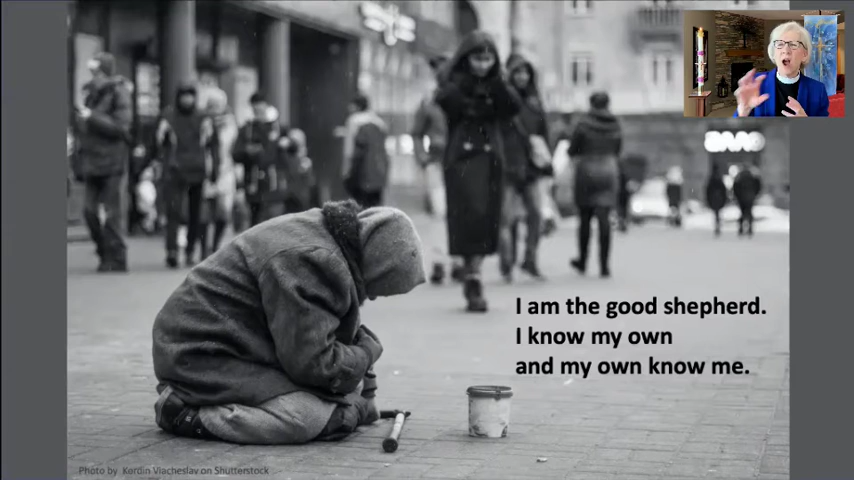 I am the good shepherd.
I know my own
and my own know me.
Photo by Kordin Viacheslav on Shutterstock